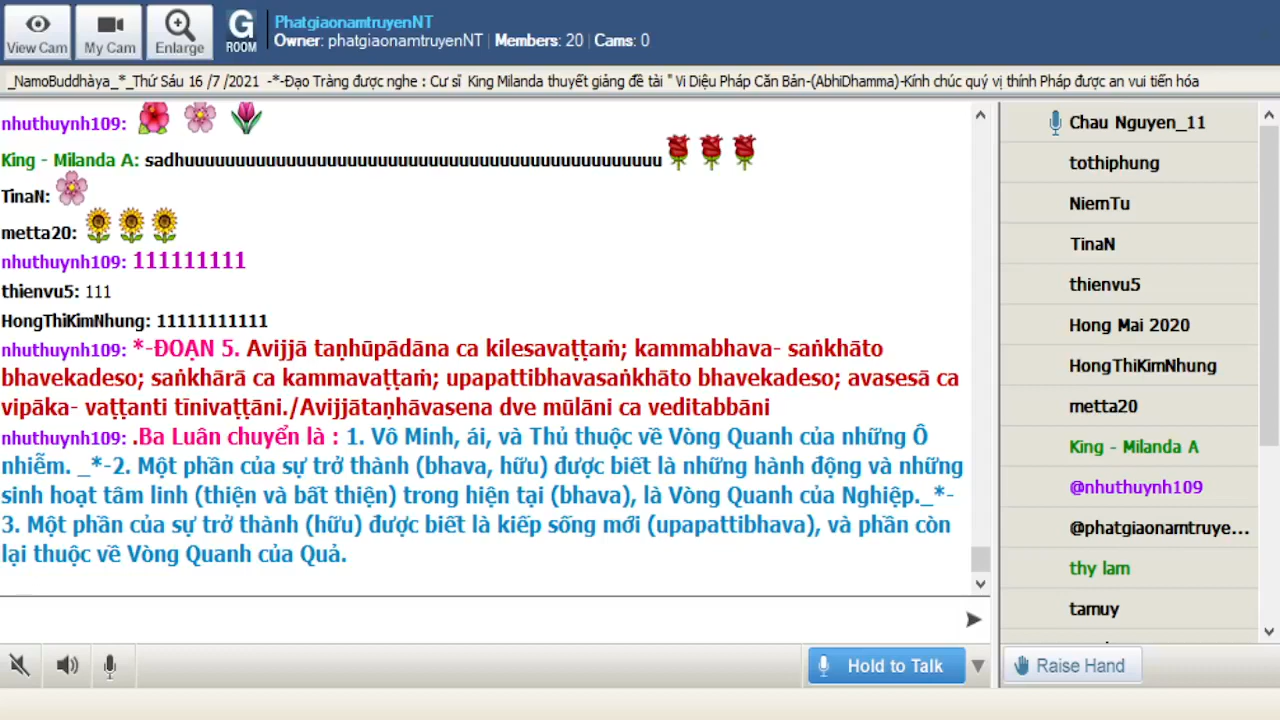 View Cam
My Cam
Enlarge
G
ROOM
PhatgiaonamtruyenNT
Owner: phatgiaonamtruyenNT | Members: 20 | Cams: 0
_NamoBuddhàya_*_Thứ Sáu 16 /7 /2021 -*-Đạo Tràng được nghe : Cư sĩ King Milanda thuyết giảng đề tài " Vi Diệu Pháp Căn Bản-(AbhiDhamma)-Kính chúc quý vị thính Pháp được an vui tiến hóa
nhuthuynh109:
King - Milanda A: sadhuuuuuuuuuuuuuuuuuuuuuuuuuuuuuuuuuuuuuuuuuuuuuuu
TinaN:
metta20:
nhuthuynh109: 111111111
thienvu5: 111
HongThiKimNhung: 11111111111
nhuthuynh109: *-ĐOẠN 5. Avijjā taṇhūpādāna ca kilesavaṭṭaṁ; kammabhava- saṅkhāto
bhavekadeso; saṅkhārā ca kammavaṭṭaṁ; upapattibhavasaṅkhāto bhavekadeso; avasesā ca
vipāka- vaṭṭanti tīnivaṭṭāni./Avijjātaṇhāvasena dve mūlāni ca veditabbāni
nhuthuynh109: .Ba Luân chuyển là : 1. Vô Minh, ái, và Thủ thuộc về Vòng Quanh của những Ô
nhiễm. _*-2. Một phần của sự trở thành (bhava, hữu) được biết là những hành động và những
sinh hoạt tâm linh (thiện và bất thiện) trong hiện tại (bhava), là Vòng Quanh của Nghiệp._*-
3. Một phần của sự trở thành (hữu) được biết là kiếp sống mới (upapattibhava), và phần còn
lại thuộc về Vòng Quanh của Quả.
Chau Nguyen_11
tothiphung
NiemTu
TinaN
thienvu5
Hong Mai 2020
HongThiKimNhung
metta20
King - Milanda A
@nhuthuynh109
@phatgiaonamtruye...
thy lam
tamuy
Hold to Talk
Raise Hand